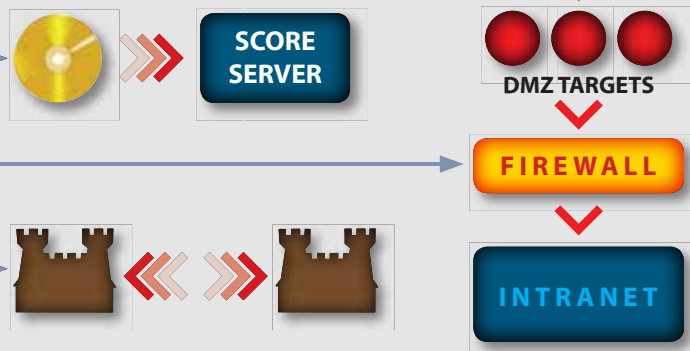 SCORE
SERVER
DMZ TARGETS
FIREWALL
INTRANET